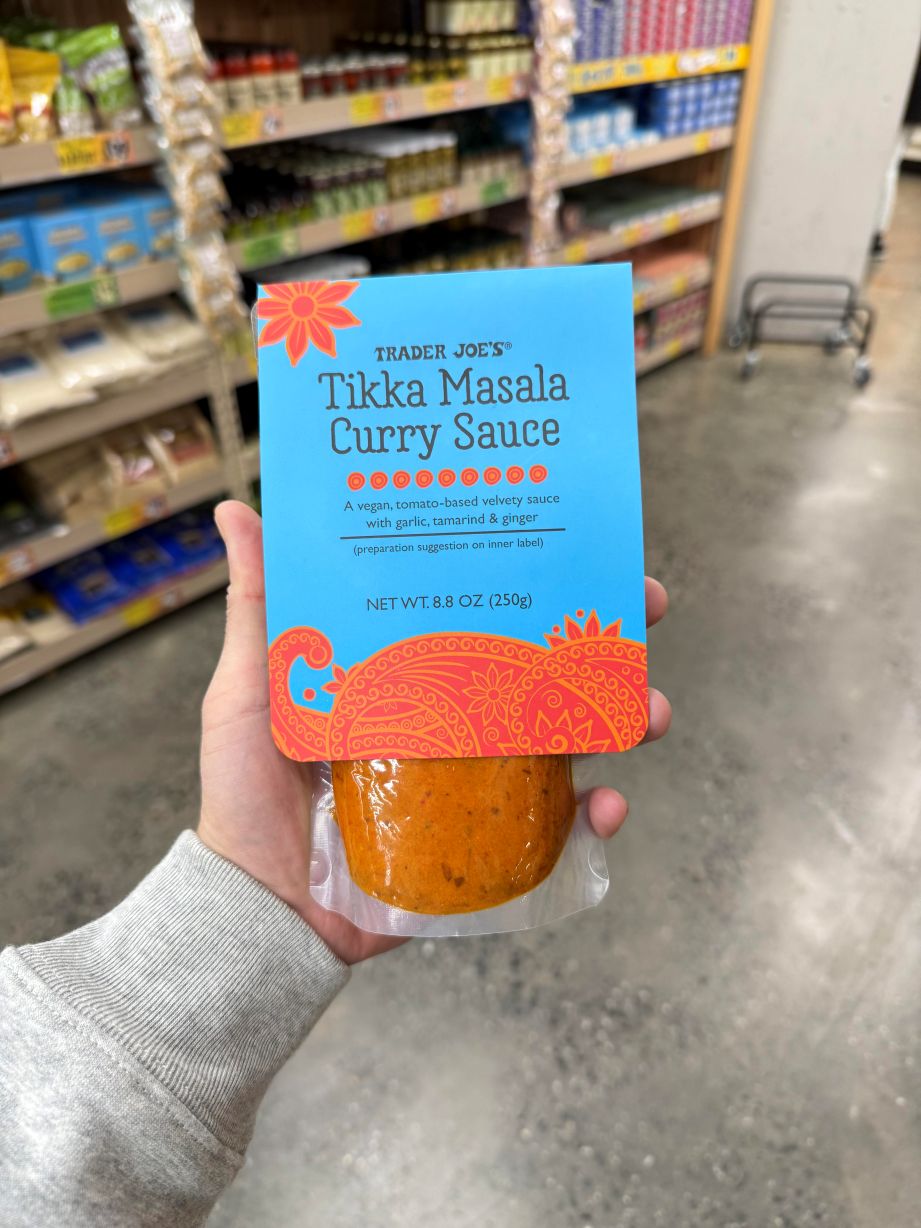 TRADER JOE'S®
Tikka Masala
Curry Sauce
A vegan, tomato-based velvety sauce
with garlic, tamarind & ginger
(preparation suggestion on inner label)
NET WT. 8.8 OZ (250g)